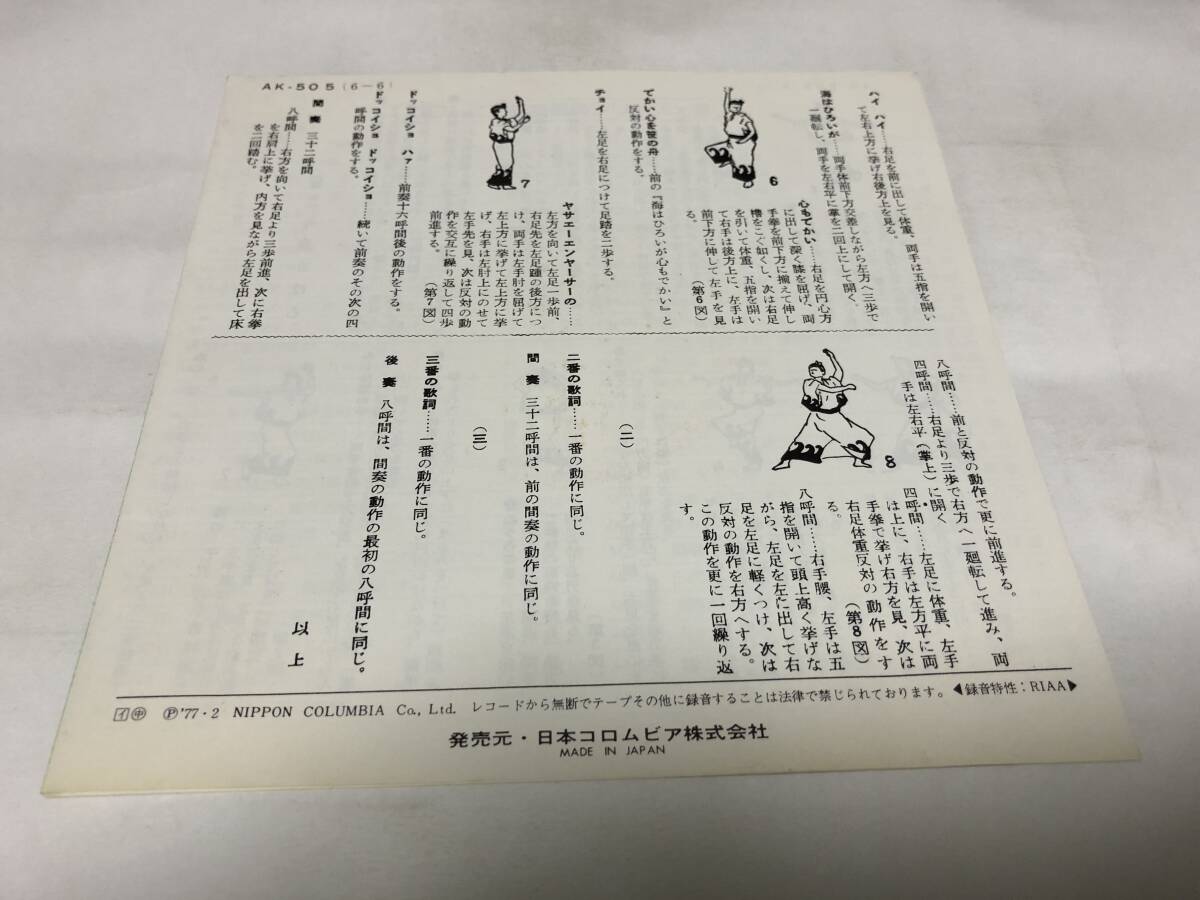 AK-505 (6-6)
ハイ ハイ……右足を前に出して体重、両手は五指を開い
て左右上方に挙げ右後方上を見る。
海はひろいが……両手体前下方交差しながら左方へ三歩で
一廻転し、両手を左右平に掌を二回上にして開く。
6
心もでかい……右足を円心方
に出して深く膝を屈げ、両
手拳を前下方に揃えて伸し
櫓をこぐ如くし、次は右足
を引いて体重、五指を開い
て右手は後方上に、左手は
前下方に伸して左手を見
る。　　　　（第6図）
でかい心を笹の舟……前の『海はひろいが心もでかい』と
反対の動作をする。
チョイ……左足を右足につけて足踏を二歩する。
7
ヤサエーエンヤーサーの……
左方を向いて左足一歩前、
右足先を左足踵の後方につ
け、両手は左手肘を屈げて
左上方に挙げて左上方に挙
げ、右手は左肘上にのせて
左手先を見、次は反対の動
作を交互に繰り返して四歩
前進する。　　（第7図）
ドッコイショ ハァ……前奏十六呼間後の動作をする。
ドッコイショ ドッコイショ……続いて前奏のその次の四
呼間の動作をする。
間　奏　三十二呼間
八呼間……右方を向いて右足より三歩前進、次に右拳
を右肩上に挙げ、内方を見ながら左足を出して床
を二回踏む。
八呼間……前と反対の動作で更に前進する。
四呼間……右足より三歩で右方へ一廻転して進み、両
手は左右平（掌上）に開く
8
四呼間……左足に体重、左手
は上に、右手は左方平に両
手拳で挙げ右方を見、次は
右足体重反対の動作をす
る。　　　　（第8図）
八呼間……右手腰、左手は五
指を開いて頭上高く挙げな
がら、左足を左に出して右
足を左足に軽くつけ、次は
反対の動作を右方へする。
この動作を更に一回繰り返
す。
（二）
二番の歌詞……一番の動作に同じ。
間　奏　三十二呼間は、前の間奏の動作に同じ。
（三）
三番の歌詞……一番の動作に同じ。
後　奏　八呼間は、間奏の動作の最初の八呼間に同じ。
以上
イ㊥ Ⓟ'77・2 NIPPON COLUMBIA Co., Ltd. レコードから無断でテープその他に録音することは法律で禁じられております。◀録音特性：RIAA▶
発売元・日本コロムビア株式会社
MADE IN JAPAN